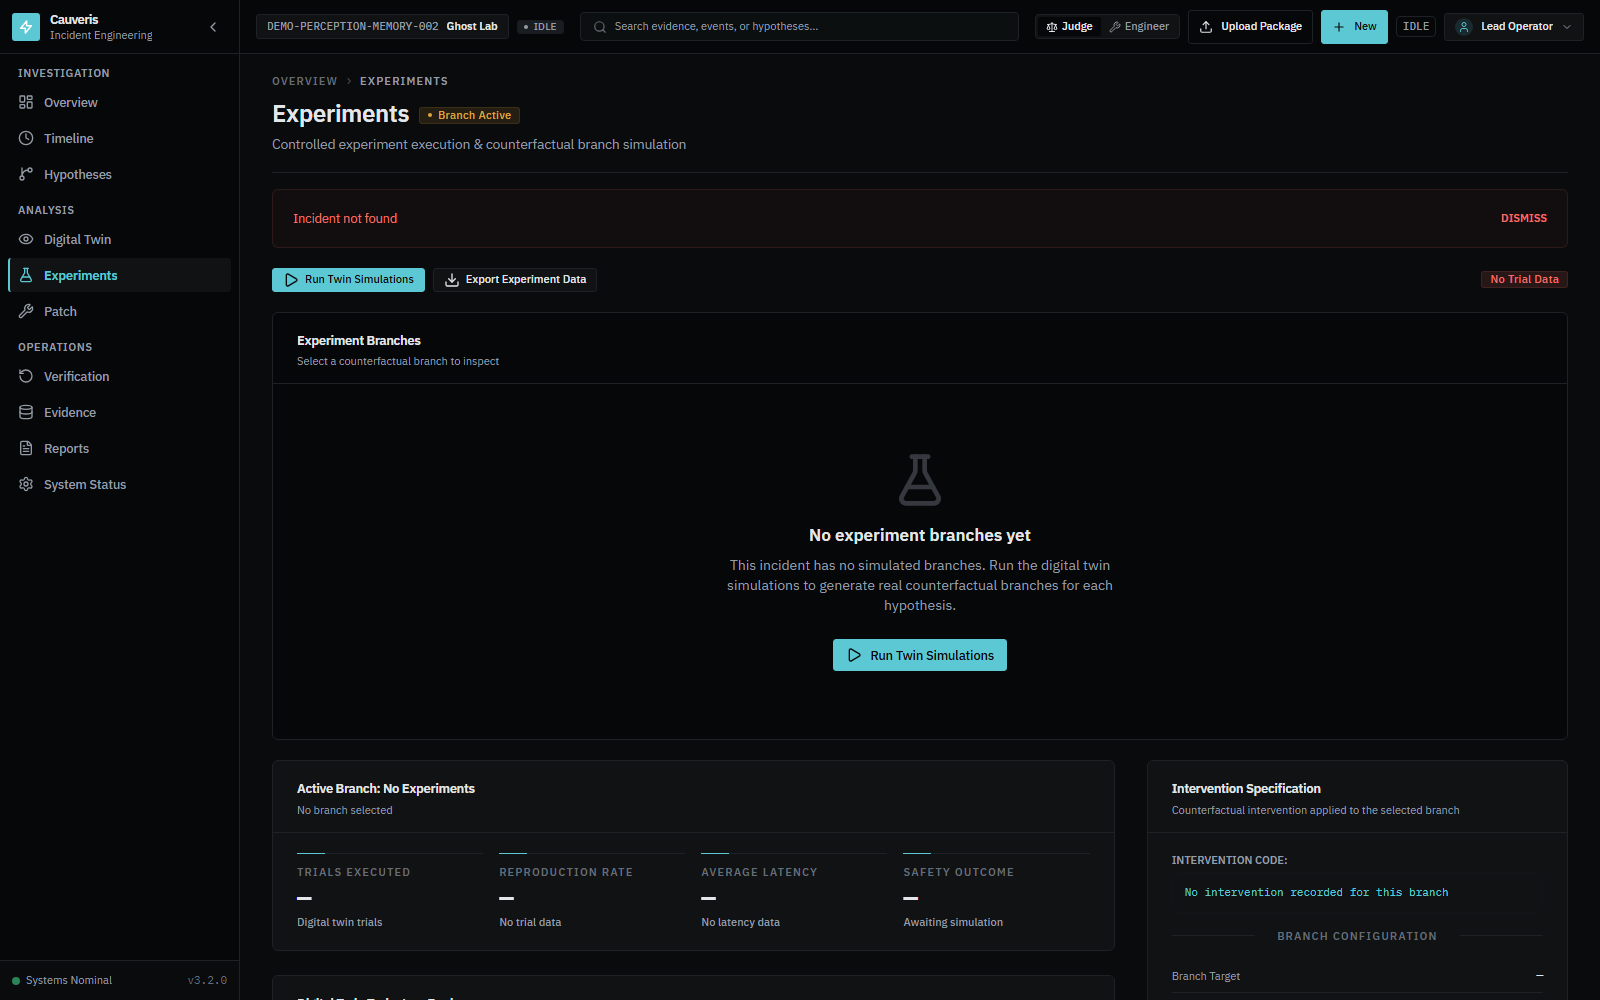 Cauveris
Incident Engineering
DEMO-PERCEPTION-MEMORY-002 Ghost Lab
IDLE
Search evidence, events, or hypotheses...
Judge
Engineer
Upload Package
New
IDLE
Lead Operator
INVESTIGATION
Overview
Timeline
Hypotheses
ANALYSIS
Digital Twin
Experiments
Patch
OPERATIONS
Verification
Evidence
Reports
System Status
Systems Nominal
v3.2.0
OVERVIEW > EXPERIMENTS
Experiments
Branch Active
Controlled experiment execution & counterfactual branch simulation
Incident not found
DISMISS
Run Twin Simulations
Export Experiment Data
No Trial Data
Experiment Branches
Select a counterfactual branch to inspect
No experiment branches yet
This incident has no simulated branches. Run the digital twin
simulations to generate real counterfactual branches for each
hypothesis.
Run Twin Simulations
Active Branch: No Experiments
No branch selected
TRIALS EXECUTED
—
Digital twin trials
REPRODUCTION RATE
—
No trial data
AVERAGE LATENCY
—
No latency data
SAFETY OUTCOME
—
Awaiting simulation
Intervention Specification
Counterfactual intervention applied to the selected branch
INTERVENTION CODE:
No intervention recorded for this branch
BRANCH CONFIGURATION
Branch Target
—